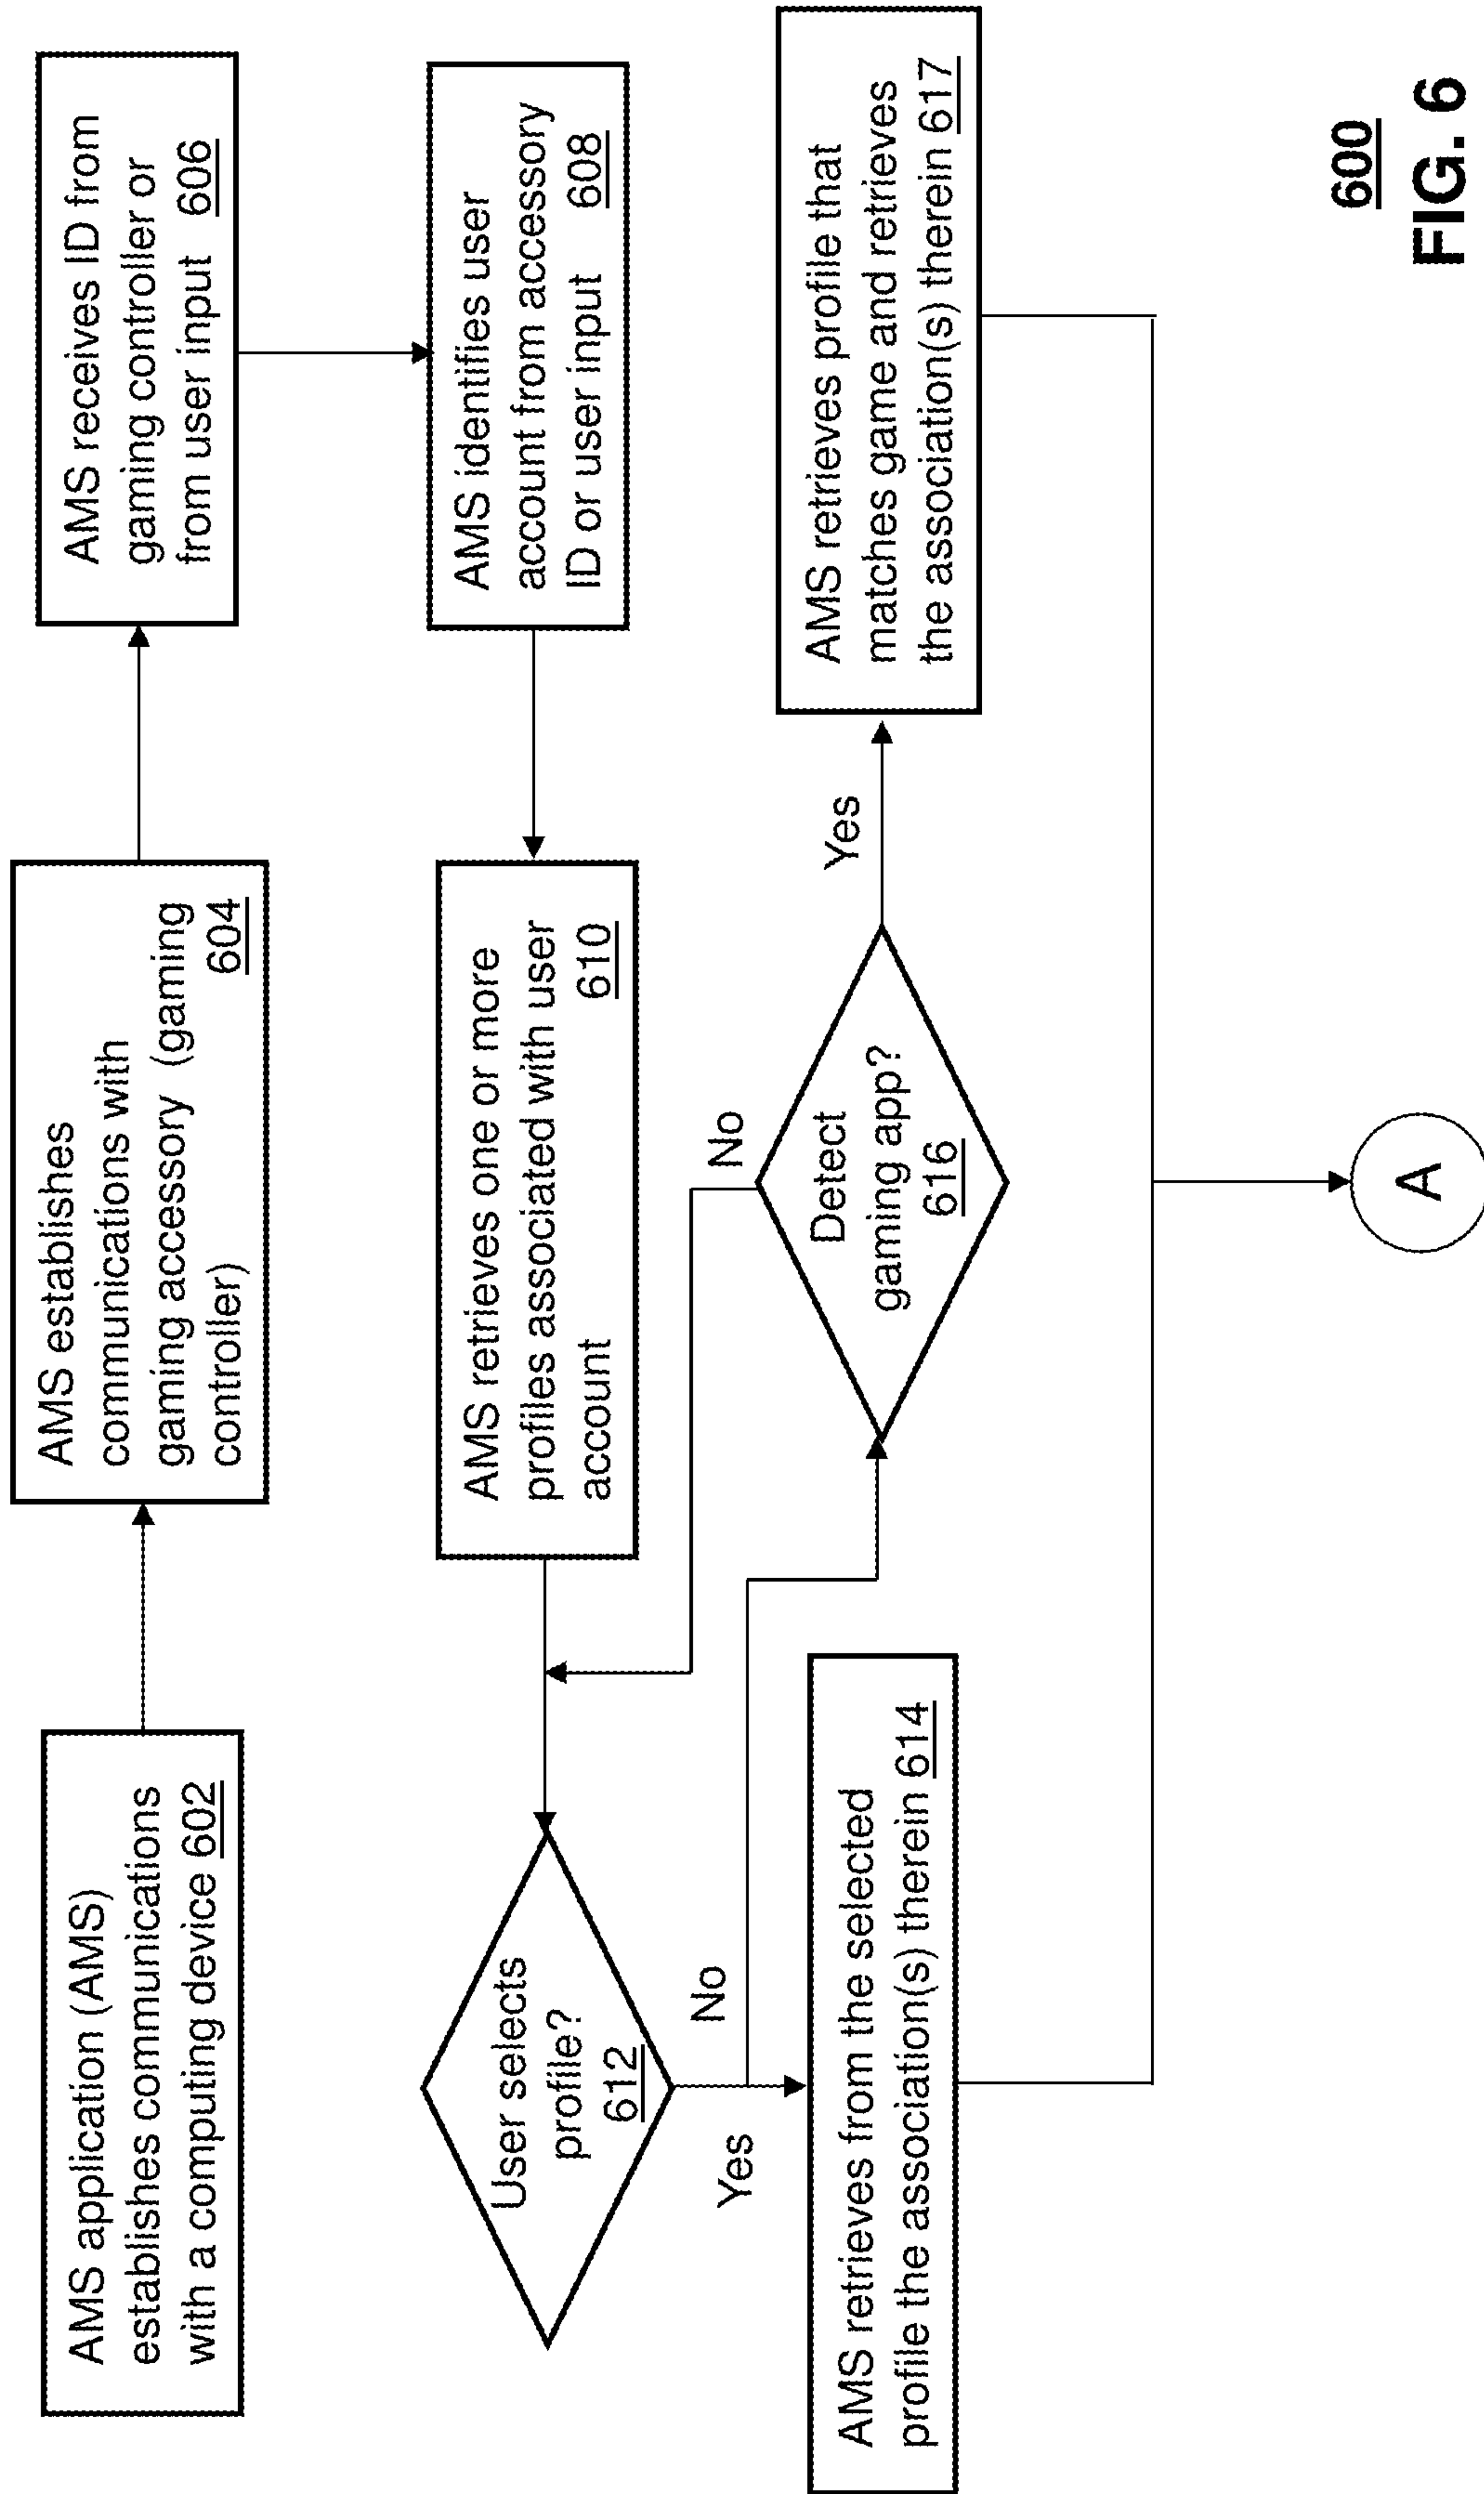 AMS application (AMS)
establishes communications
with a computing device 602
AMS establishes
communications with
gaming accessory (gaming
controller) 604
AMS receives ID from
gaming controller or
from user input 606
AMS identifies user
account from accessory
ID or user input 608
AMS retrieves one or more
profiles associated with user
account 610
User selects
profile?
612
No
Yes
AMS retrieves from the selected
profile the association(s) therein 614
Detect
gaming app?
616
No
Yes
AMS retrieves profile that
matches game and retrieves
the association(s) therein 617
A
600
FIG. 6